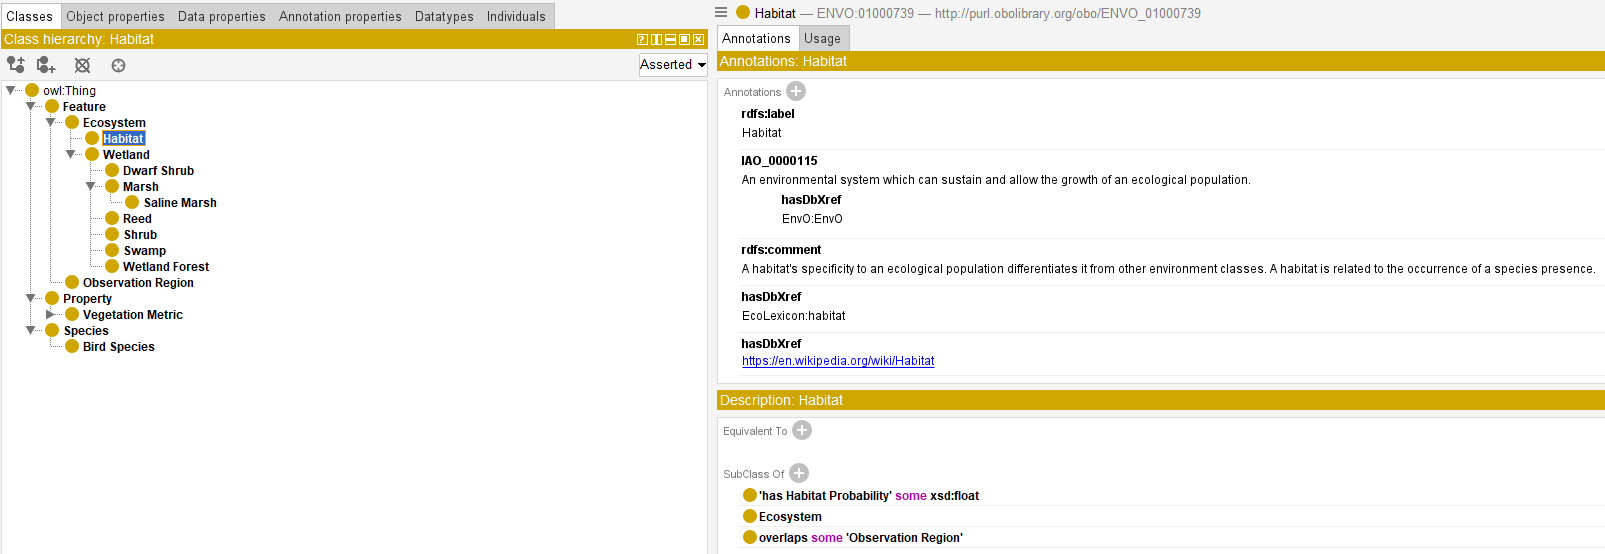 Classes Object properties Data properties Annotation properties Datatypes Individuals
Class hierarchy: Habitat
Asserted
owl:Thing
Feature
Ecosystem
Habitat
Wetland
Dwarf Shrub
Marsh
Saline Marsh
Reed
Shrub
Swamp
Wetland Forest
Observation Region
Property
Vegetation Metric
Species
Bird Species
Habitat — ENVO:01000739 — http://purl.obolibrary.org/obo/ENVO_01000739
Annotations Usage
Annotations: Habitat
Annotations
rdfs:label
Habitat
IAO_0000115
An environmental system which can sustain and allow the growth of an ecological population.
hasDbXref
EnvO:EnvO
rdfs:comment
A habitat's specificity to an ecological population differentiates it from other environment classes. A habitat is related to the occurrence of a species presence.
hasDbXref
EcoLexicon:habitat
hasDbXref
https://en.wikipedia.org/wiki/Habitat
Description: Habitat
Equivalent To
SubClass Of
'has Habitat Probability' some xsd:float
Ecosystem
overlaps some 'Observation Region'